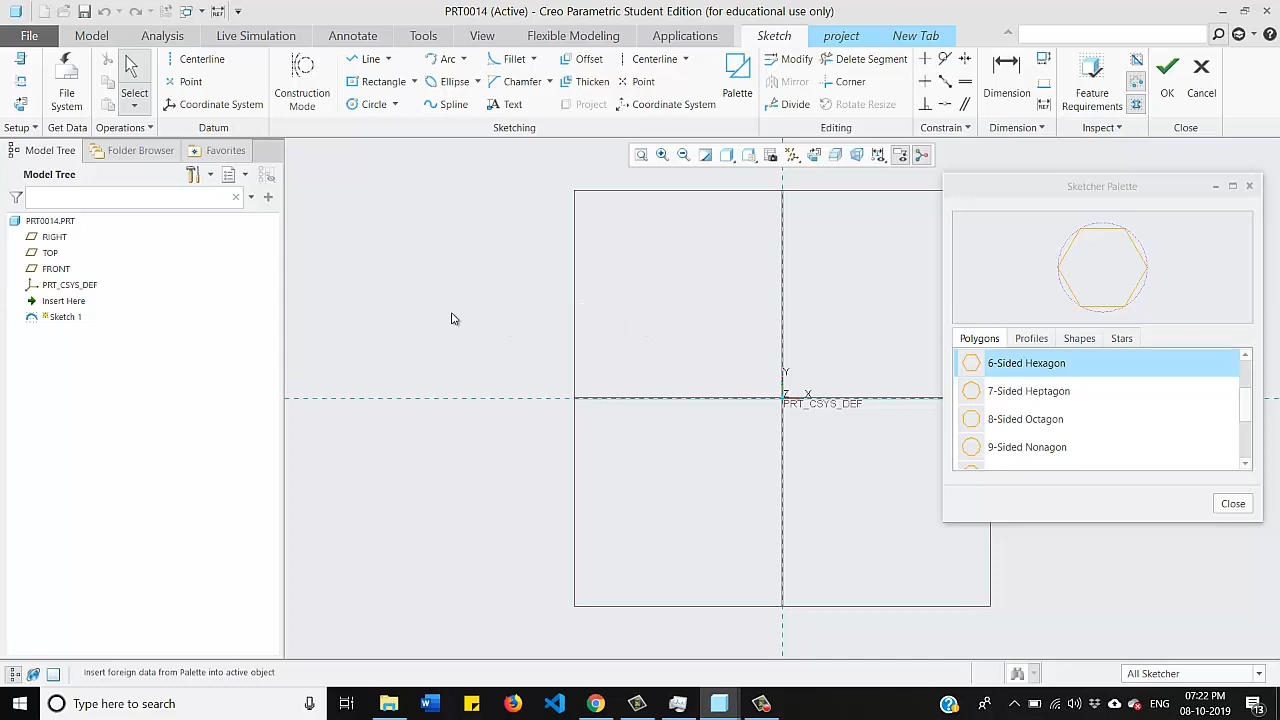 PRT0014 (Active) - Creo Parametric Student Edition (for educational use only)
File Model Analysis Live Simulation Annotate Tools View Flexible Modeling Applications Sketch project New Tab
File System
Select
Centerline
Point
Coordinate System
Construction Mode
Line Arc Fillet Offset Centerline
Rectangle Ellipse Chamfer Thicken Point
Circle Spline Text Project Coordinate System
Palette
Modify Delete Segment
Mirror Corner
Divide Rotate Resize
Dimension
Feature Requirements
OK Cancel
Setup Get Data Operations Datum Sketching Editing Constrain Dimension Inspect Close
Model Tree Folder Browser Favorites
Model Tree
PRT0014.PRT
RIGHT
TOP
FRONT
PRT_CSYS_DEF
Insert Here
Sketch 1
Y
Z X
PRT_CSYS_DEF
Sketcher Palette
Polygons Profiles Shapes Stars
6-Sided Hexagon
7-Sided Heptagon
8-Sided Octagon
9-Sided Nonagon
Close
Insert foreign data from Palette into active object
All Sketcher
Type here to search
ENG
07:22 PM
08-10-2019